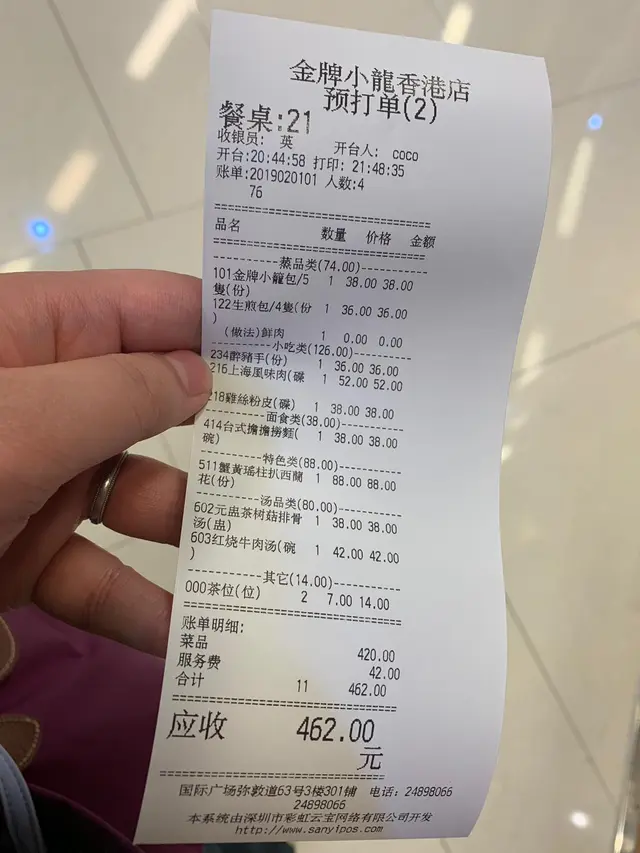 金牌小龍香港店
预打单(2)
餐桌:21
收银员: 英 开台人: coco
开台:20:44:58 打印: 21:48:35
账单:2019020101 人数:4
76
==============================
品名 数量 价格 金额
==============================
----------蒸品类(74.00)----------
101金牌小籠包/5 1 38.00 38.00
隻(份)
122生煎包/4隻(份 1 36.00 36.00
)
(做法)鲜肉 1 0.00 0.00
----------小吃类(126.00)---------
234醉豬手(份) 1 36.00 36.00
216上海風味肉(碟 1 52.00 52.00
218雞絲粉皮(碟) 1 38.00 38.00
----------面食类(38.00)----------
414台式擔擔撈麵( 1 38.00 38.00
碗)
----------特色类(88.00)----------
511蟹黃瑤柱扒西蘭 1 88.00 88.00
花(份)
----------汤品类(80.00)----------
602元盅茶树菇排骨 1 38.00 38.00
汤(盅)
603红烧牛肉汤(碗 1 42.00 42.00
)
----------其它(14.00)----------
000茶位(位) 2 7.00 14.00
==============================
账单明细:
菜品 420.00
服务费 42.00
合计 11 462.00
==============================
应收 462.00
元
==============================
国际广场弥敦道63号3楼301铺 电话: 24898066
24898066
本系统由深圳市彩虹云宝网络有限公司开发
http://www.sanyipos.com